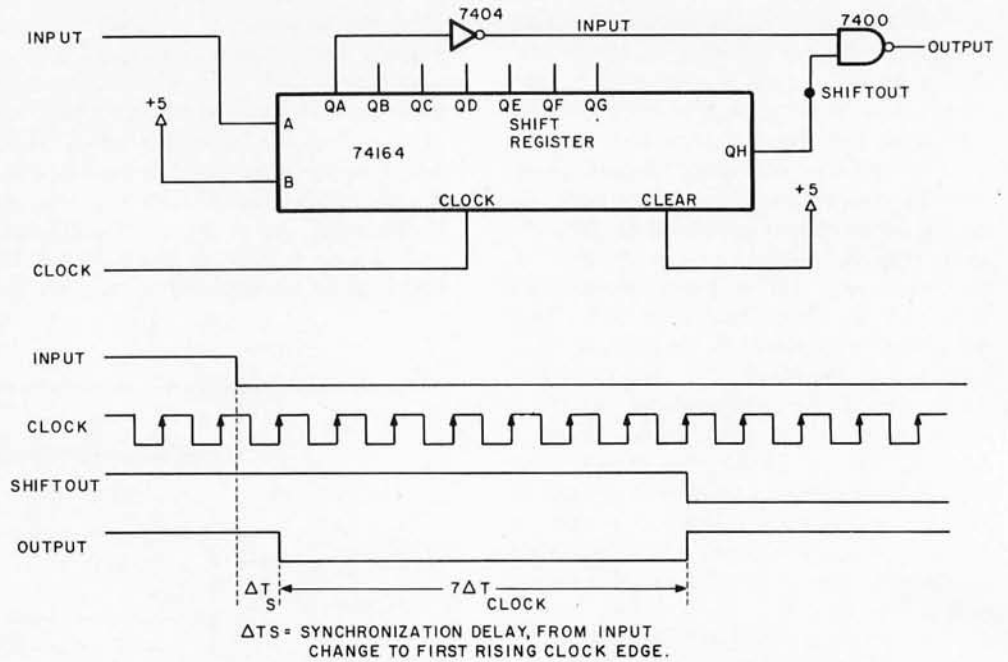 7404
7400
INPUT
INPUT
OUTPUT
+5
QA QB QC QD QE QF QG
SHIFTOUT
A
SHIFT
REGISTER
74164
QH
B
+5
CLOCK
CLEAR
CLOCK
INPUT
CLOCK
SHIFTOUT
OUTPUT
ΔT
S
7ΔT
CLOCK
ΔTS = SYNCHRONIZATION DELAY, FROM INPUT
CHANGE TO FIRST RISING CLOCK EDGE.